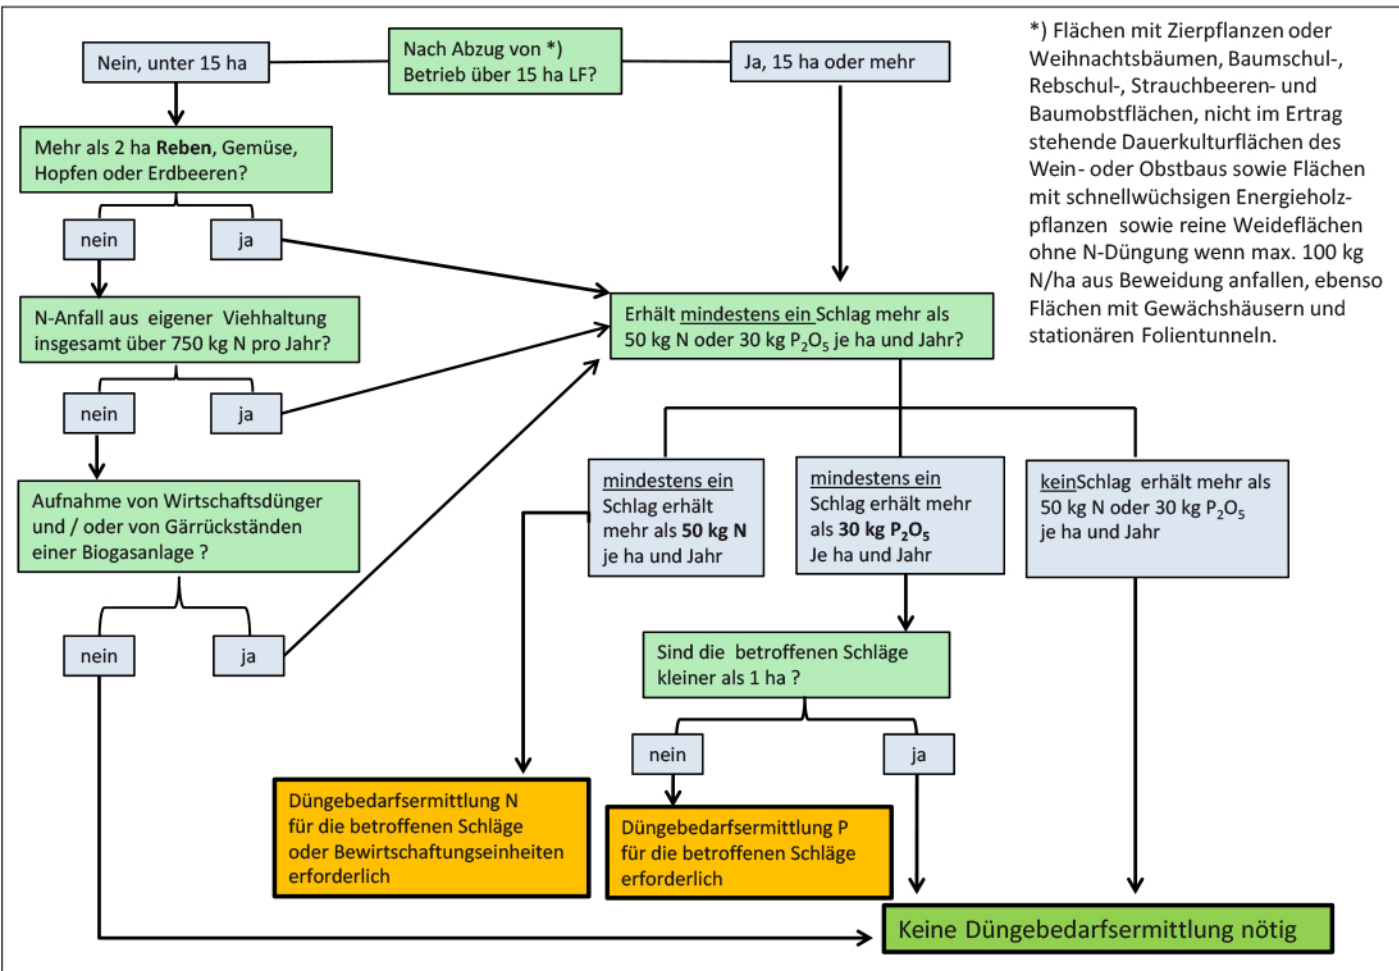 Nein, unter 15 ha
Nach Abzug von *)
Betrieb über 15 ha LF?
Ja, 15 ha oder mehr
*) Flächen mit Zierpflanzen oder
Weihnachtsbäumen, Baumschul-,
Rebschul-, Strauchbeeren- und
Baumobstflächen, nicht im Ertrag
stehende Dauerkulturflächen des
Wein- oder Obstbaus sowie Flächen
mit schnellwüchsigen Energieholz-
pflanzen sowie reine Weideflächen
ohne N-Düngung wenn max. 100 kg
N/ha aus Beweidung anfallen, ebenso
Flächen mit Gewächshäusern und
stationären Folientunneln.
Mehr als 2 ha Reben, Gemüse,
Hopfen oder Erdbeeren?
nein
ja
N-Anfall aus eigener Viehhaltung
insgesamt über 750 kg N pro Jahr?
nein
ja
Aufnahme von Wirtschaftsdünger
und / oder von Gärrückständen
einer Biogasanlage ?
nein
ja
Erhält mindestens ein Schlag mehr als
50 kg N oder 30 kg P₂O₅ je ha und Jahr?
mindestens ein
Schlag erhält
mehr als 50 kg N
je ha und Jahr
mindestens ein
Schlag erhält mehr
als 30 kg P₂O₅
Je ha und Jahr
keinSchlag erhält mehr als
50 kg N oder 30 kg P₂O₅
je ha und Jahr
Sind die betroffenen Schläge
kleiner als 1 ha ?
nein
ja
Düngebedarfsermittlung N
für die betroffenen Schläge
oder Bewirtschaftungseinheiten
erforderlich
Düngebedarfsermittlung P
für die betroffenen Schläge
erforderlich
Keine Düngebedarfsermittlung nötig